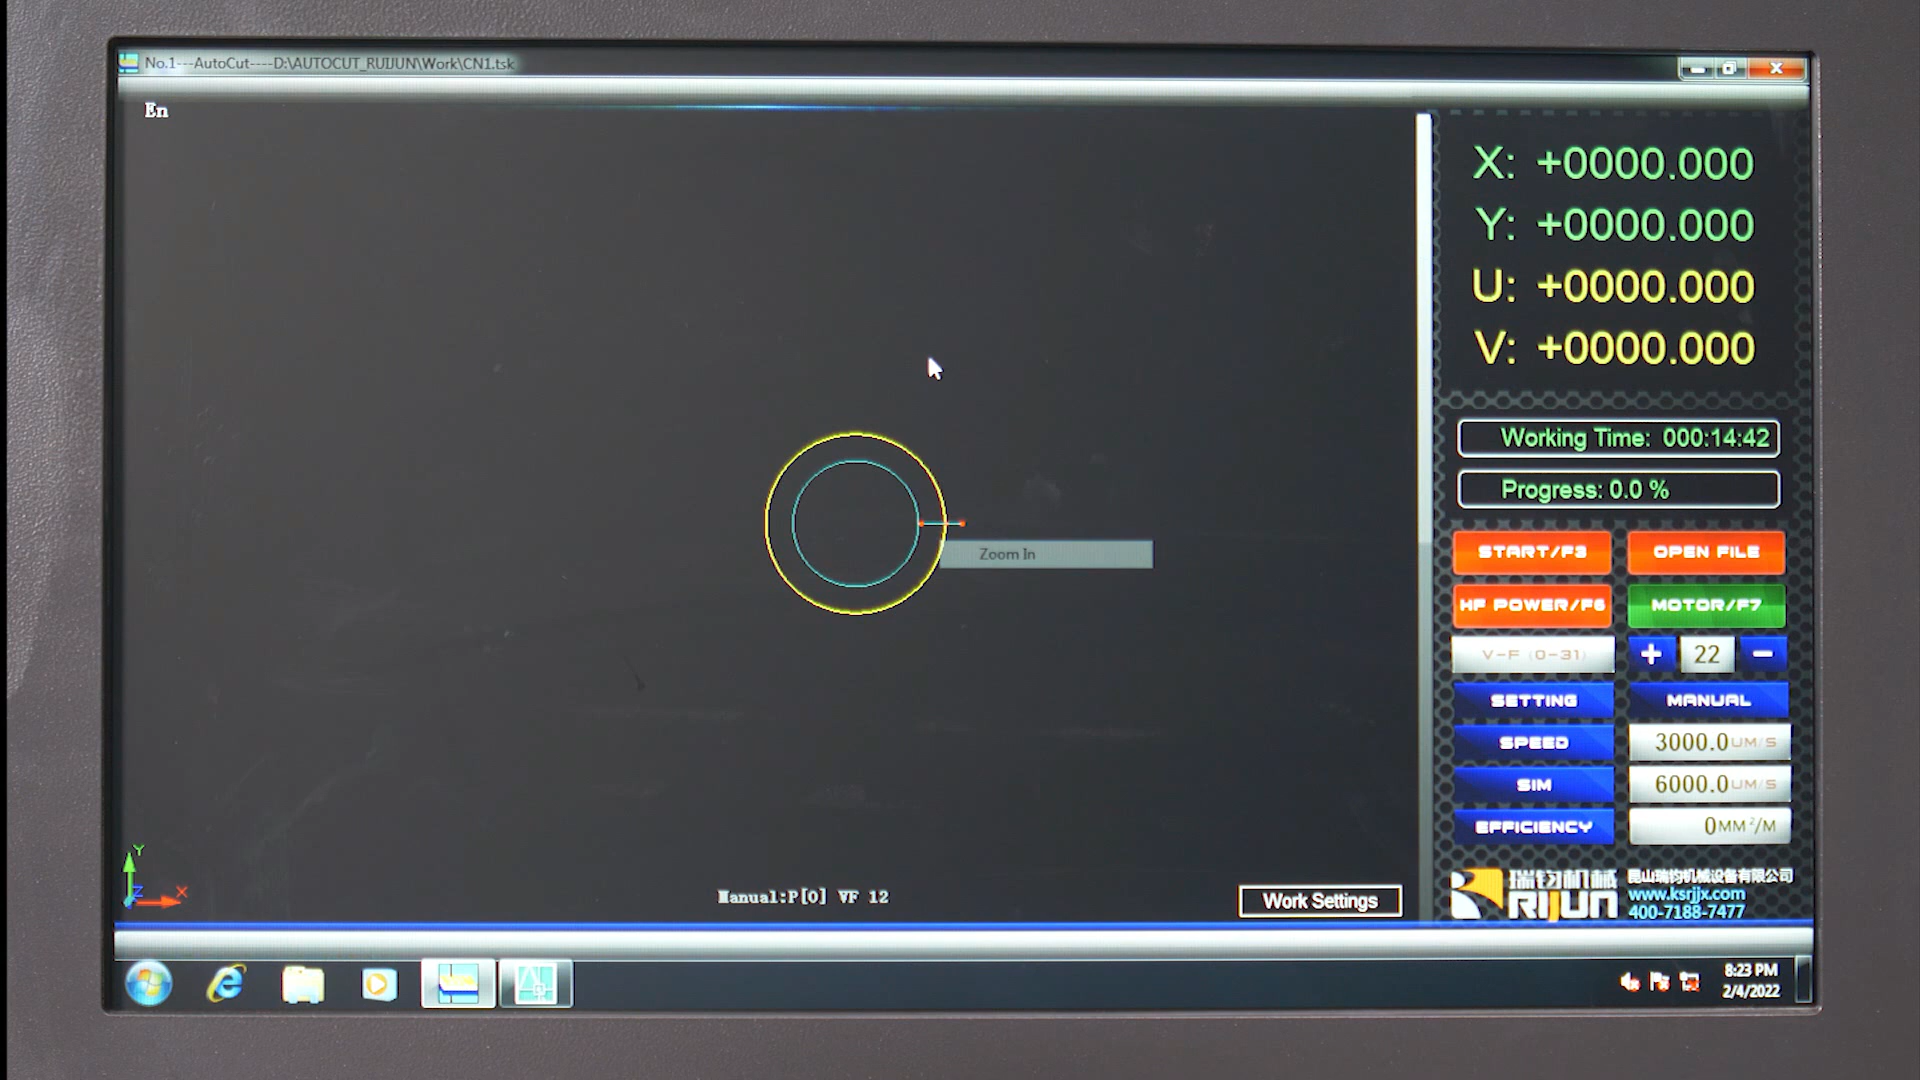 No.1---AutoCut----D:\AUTOCUT_RUIJUN\Work\CN1.tsk
En
X: +0000.000
Y: +0000.000
U: +0000.000
V: +0000.000
Working Time: 000:14:42
Progress: 0.0 %
START/F3 OPEN FILE
HF POWER/F6 MOTOR/F7
V-F (0-31) + 22 −
SETTING MANUAL
SPEED 3000.0UM/S
SIM 6000.0UM/S
EFFICIENCY 0MM²/M
Zoom In
Y
Z X
Manual:P[0] VF 12
Work Settings
瑞钧机械
RIJUN
昆山瑞钧机械设备有限公司
www.ksrjjx.com
400-7188-7477
8:23 PM
2/4/2022